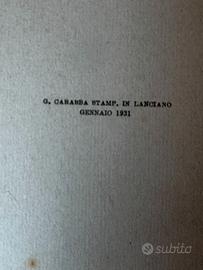 G. CARABBA STAMP. IN LANCIANO
GENNAIO 1931
subito